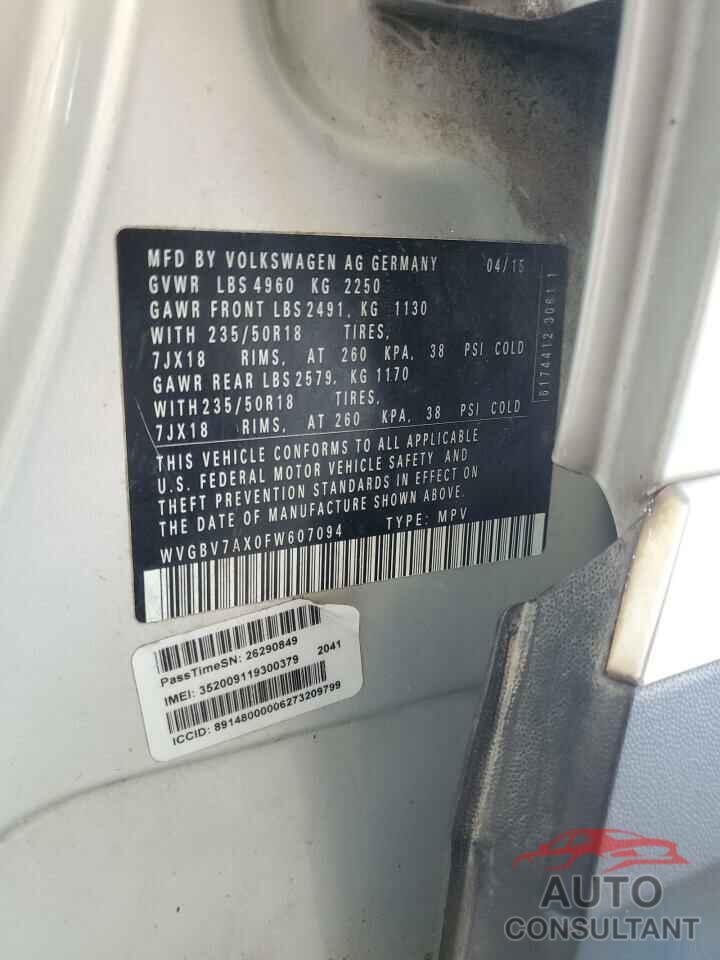 MFD BY VOLKSWAGEN AG GERMANY 04/15
GVWR LBS 4960 KG 2250
GAWR FRONT LBS 2491, KG 1130
WITH 235/50R18 TIRES,
7JX18 RIMS, AT 260 KPA, 38 PSI COLD
GAWR REAR LBS 2579, KG 1170
WITH 235/50R18 TIRES,
7JX18 RIMS, AT 260 KPA, 38 PSI COLD
THIS VEHICLE CONFORMS TO ALL APPLICABLE
U.S. FEDERAL MOTOR VEHICLE SAFETY AND
THEFT PREVENTION STANDARDS IN EFFECT ON
THE DATE OF MANUFACTURE SHOWN ABOVE.
WVGBV7AX0FW607094 TYPE: MPV
6174412 30611
PassTimeSN: 26290849 2041
IMEI: 352009119300379
ICCID: 89148000006273209799
AUTO
CONSULTANT